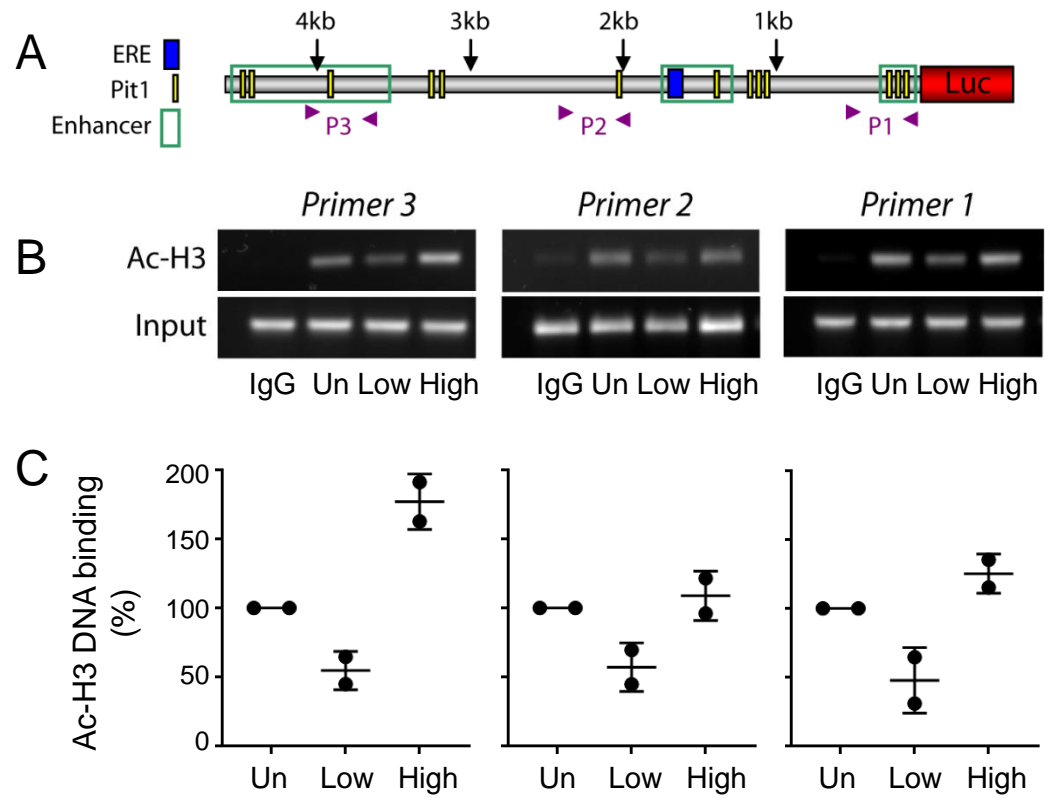 A
4kb 3kb 2kb 1kb
ERE
Pit1
Enhancer
Luc
P3 P2 P1
Primer 3 Primer 2 Primer 1
B
Ac-H3
Input
IgG Un Low High IgG Un Low High IgG Un Low High
C
Ac-H3 DNA binding
(%)
200
150
100
50
0
Un Low High Un Low High Un Low High